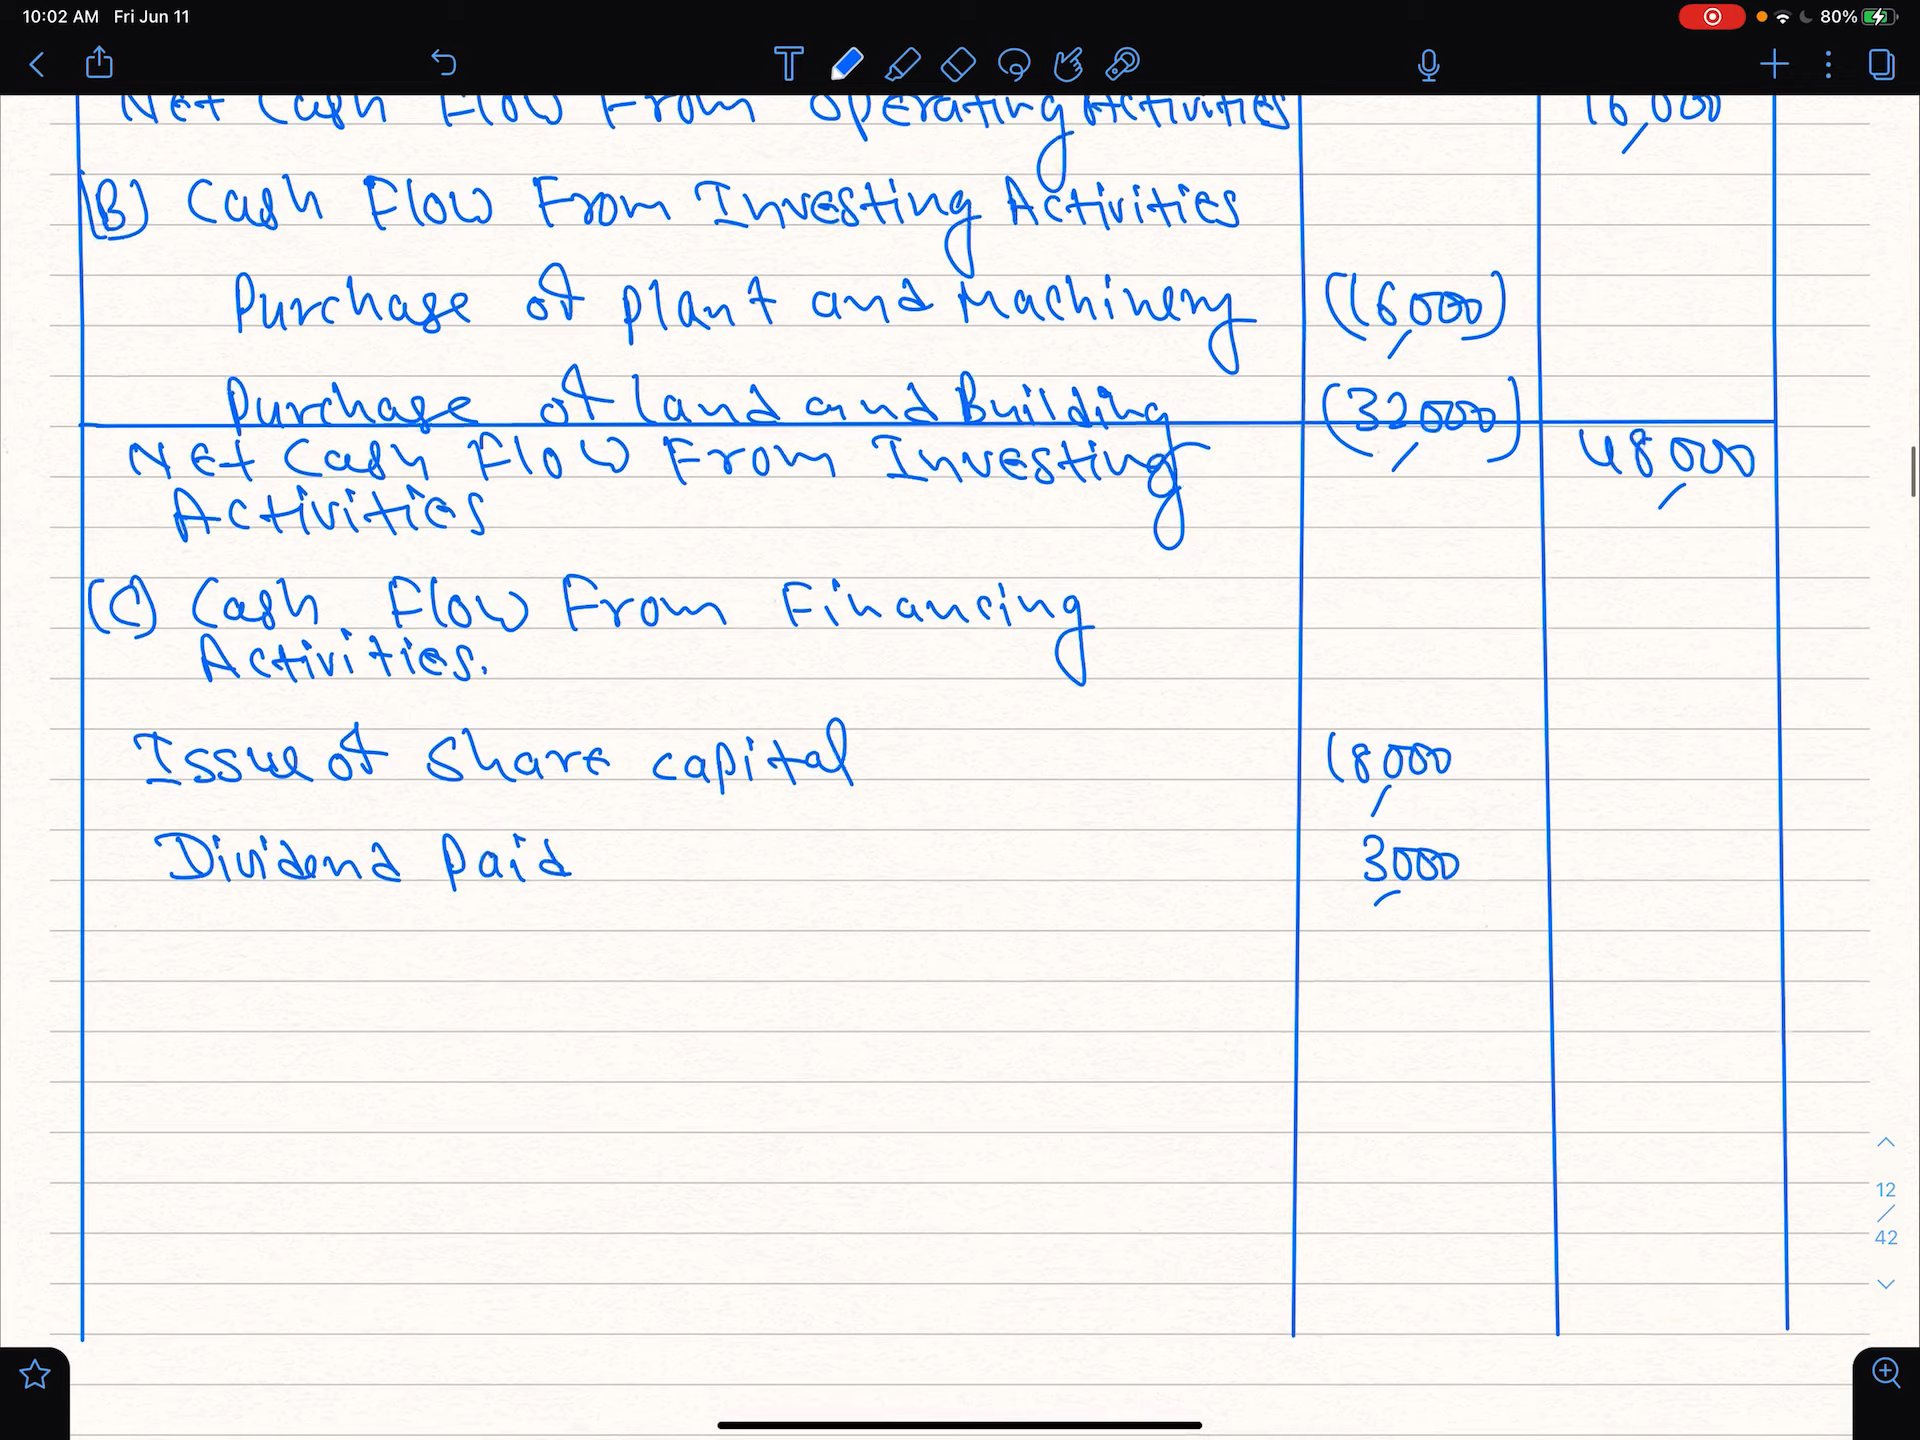 10:02 AM Fri Jun 11
80%
Net Cash Flow From Operating Activities 16,000
(B) Cash Flow From Investing Activities
Purchase of plant and Machinery (16,000)
Purchase of land and Building (32,000)
Net Cash Flow From Investing 48,000
Activities
(C) Cash Flow From Financing
Activities.
Issue of share capital 18,000
Dividend Paid 3,000
12
/
42